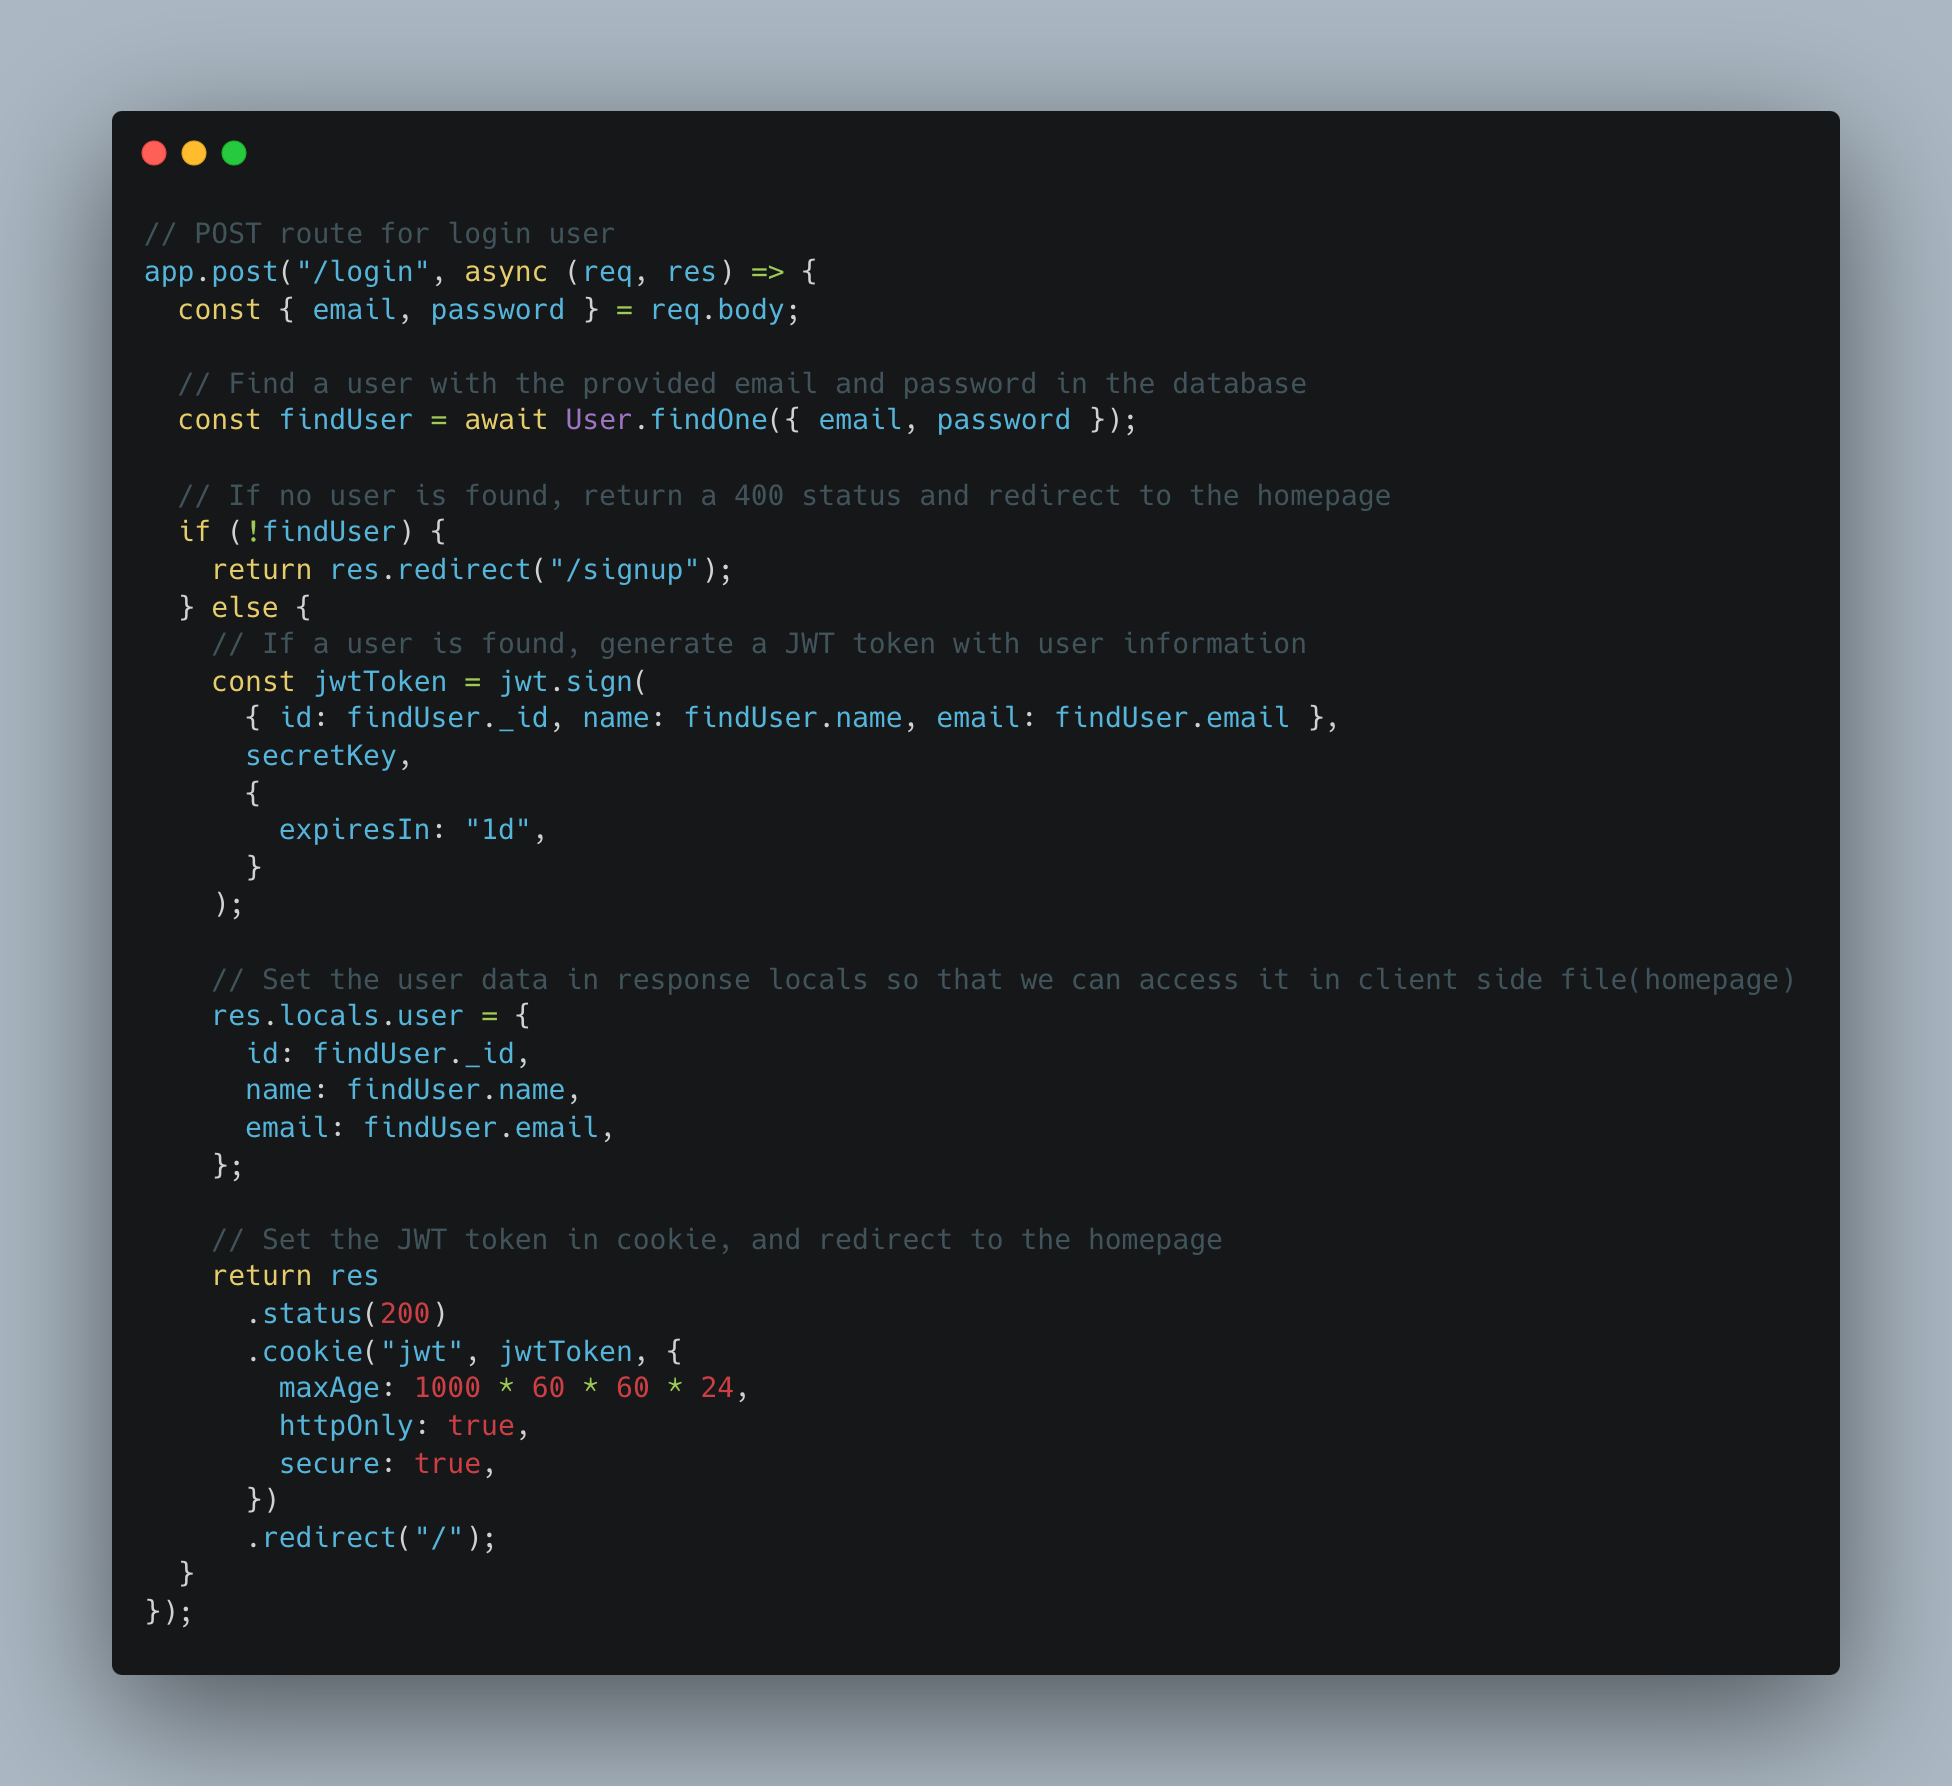 // POST route for login user
app.post("/login", async (req, res) => {
  const { email, password } = req.body;

  // Find a user with the provided email and password in the database
  const findUser = await User.findOne({ email, password });

  // If no user is found, return a 400 status and redirect to the homepage
  if (!findUser) {
    return res.redirect("/signup");
  } else {
    // If a user is found, generate a JWT token with user information
    const jwtToken = jwt.sign(
      { id: findUser._id, name: findUser.name, email: findUser.email },
      secretKey,
      {
        expiresIn: "1d",
      }
    );

    // Set the user data in response locals so that we can access it in client side file(homepage)
    res.locals.user = {
      id: findUser._id,
      name: findUser.name,
      email: findUser.email,
    };

    // Set the JWT token in cookie, and redirect to the homepage
    return res
      .status(200)
      .cookie("jwt", jwtToken, {
        maxAge: 1000 * 60 * 60 * 24,
        httpOnly: true,
        secure: true,
      })
      .redirect("/");
  }
});